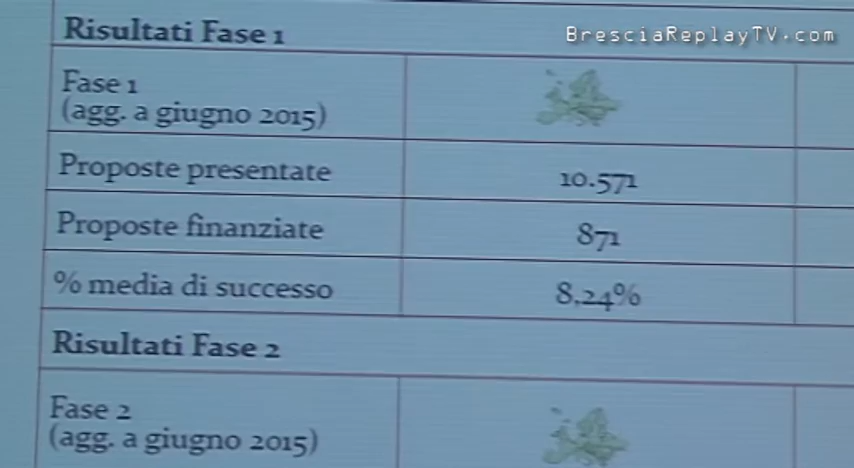 Risultati Fase 1
BresciaReplayTV.com
Fase 1
(agg. a giugno 2015)
Proposte presentate
10.571
Proposte finanziate
871
% media di successo
8,24%
Risultati Fase 2
Fase 2
(agg. a giugno 2015)